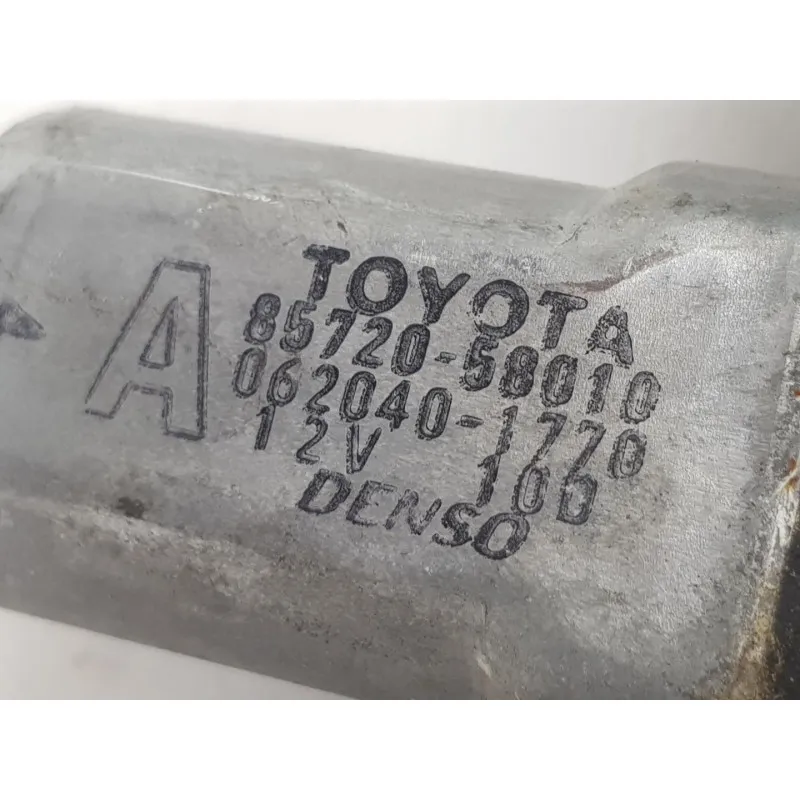 A
TOYOTA
85720-58010
062040-1770
12V 10D
DENSO